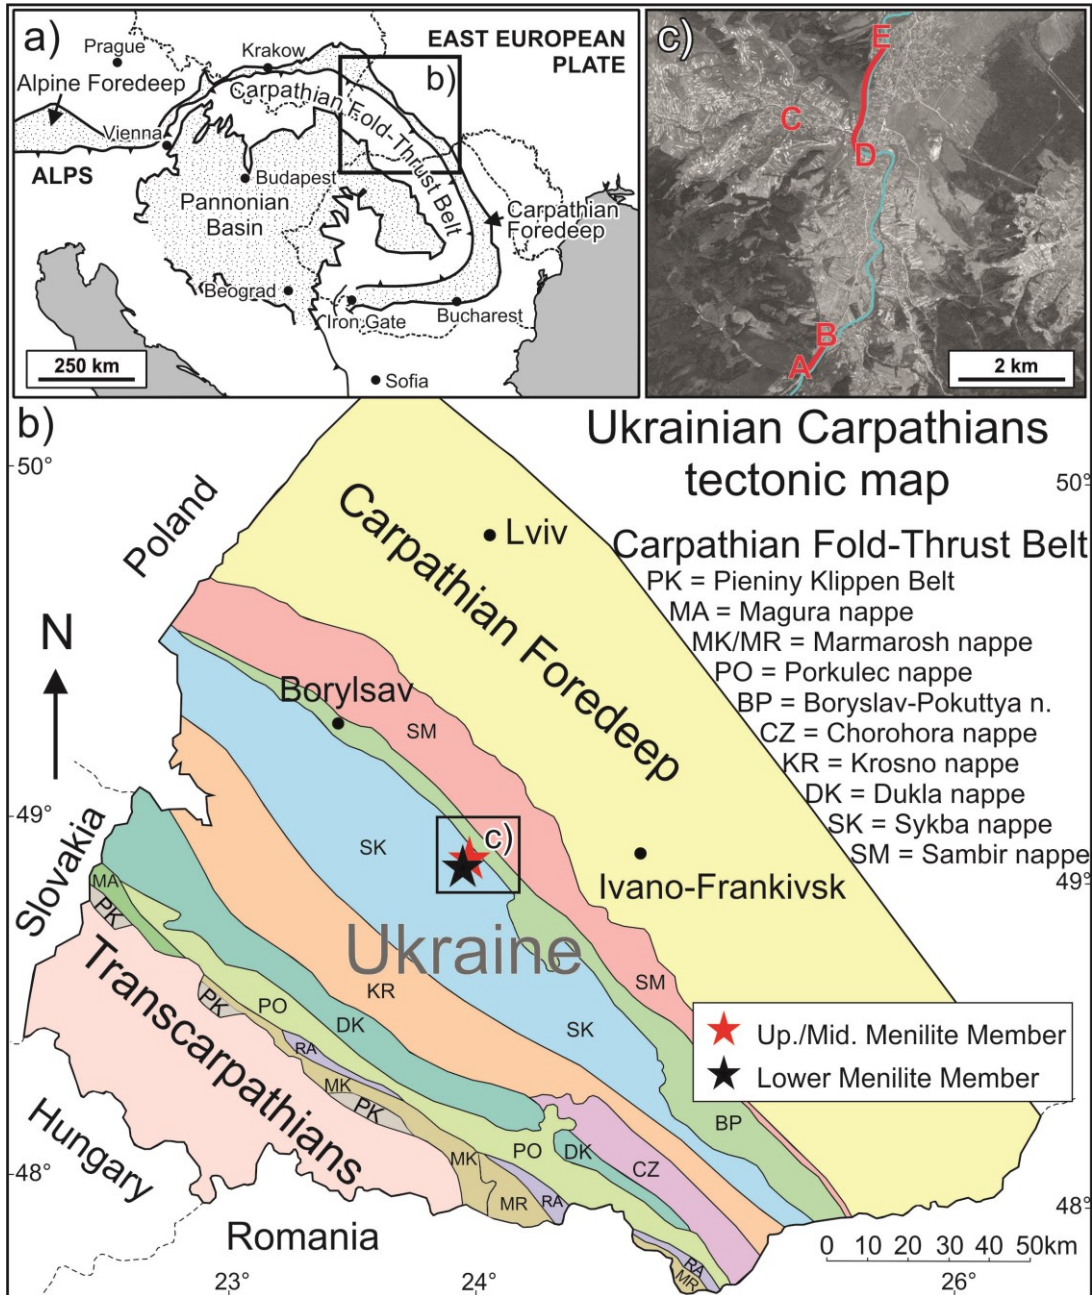 a)
Prague
Krakow
EAST EUROPEAN
PLATE
Alpine Foredeep
b)
Carpathian Fold-Thrust Belt
Vienna
ALPS
Budapest
Pannonian
Basin
Carpathian
Foredeep
Beograd
Iron Gate
Bucharest
250 km
Sofia
c)
E
C
D
B
A
2 km
b)
Ukrainian Carpathians
tectonic map
50°
50°
Poland
Carpathian Foredeep
Lviv
Carpathian Fold-Thrust Belt
PK = Pieniny Klippen Belt
MA = Magura nappe
MK/MR = Marmarosh nappe
PO = Porkulec nappe
BP = Boryslav-Pokuttya n.
CZ = Chorohora nappe
KR = Krosno nappe
DK = Dukla nappe
SK = Sykba nappe
SM = Sambir nappe
N
Borylsav
SM
49°
49°
SK
c)
Ivano-Frankivsk
Slovakia
MA
PK
Ukraine
Transcarpathians
PK
PO
KR
DK
SK
SM
RA
MK
PK
Up./Mid. Menilite Member
Lower Menilite Member
BP
Hungary
48°
48°
MK
PO
DK
CZ
MR
RA
Romania
RA
MR
0 10 20 30 40 50km
23°
24°
26°